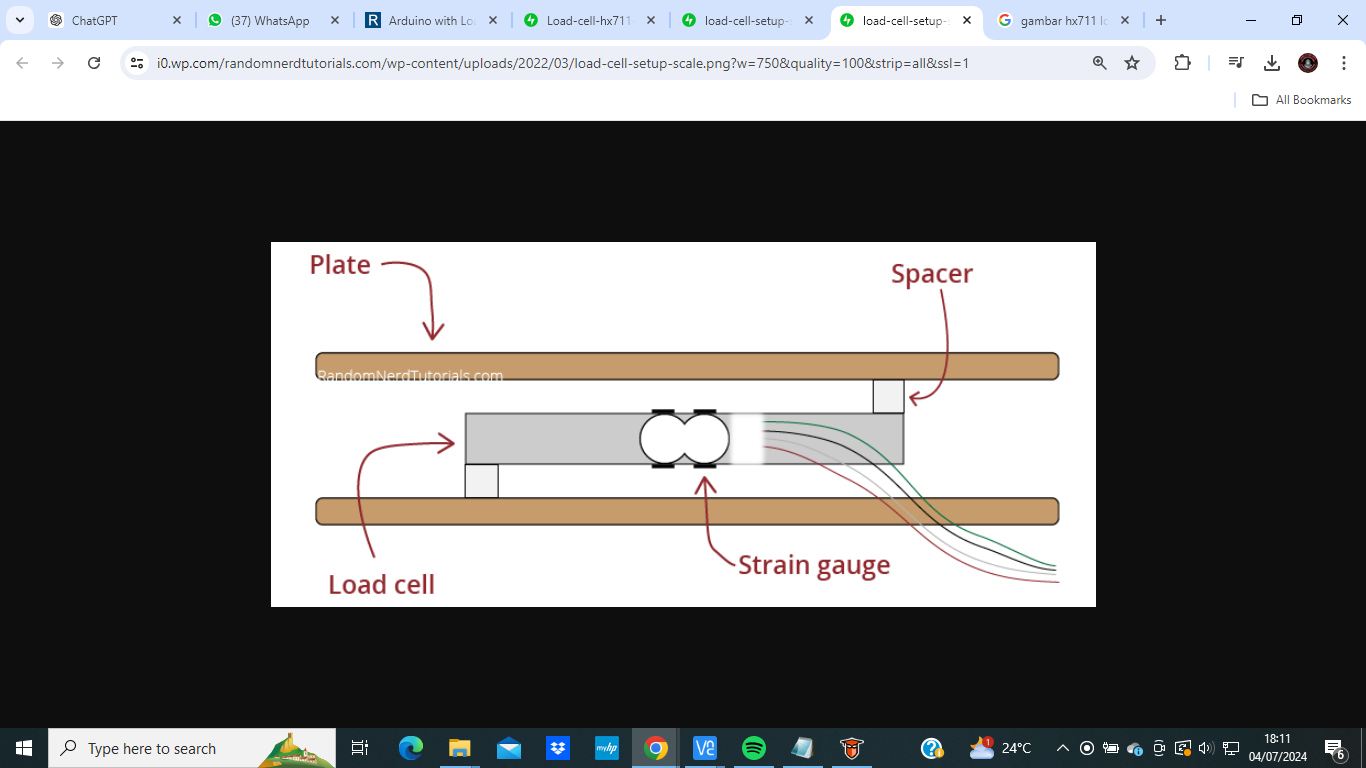 ChatGPT
(37) WhatsApp
Arduino with Lo
Load-cell-hx711-
load-cell-setup-s
load-cell-setup-
gambar hx711 lo
i0.wp.com/randomnerdtutorials.com/wp-content/uploads/2022/03/load-cell-setup-scale.png?w=750&quality=100&strip=all&ssl=1
All Bookmarks
Plate
Spacer
RandomNerdTutorials.com
Strain gauge
Load cell
Type here to search
24°C
18:11
04/07/2024